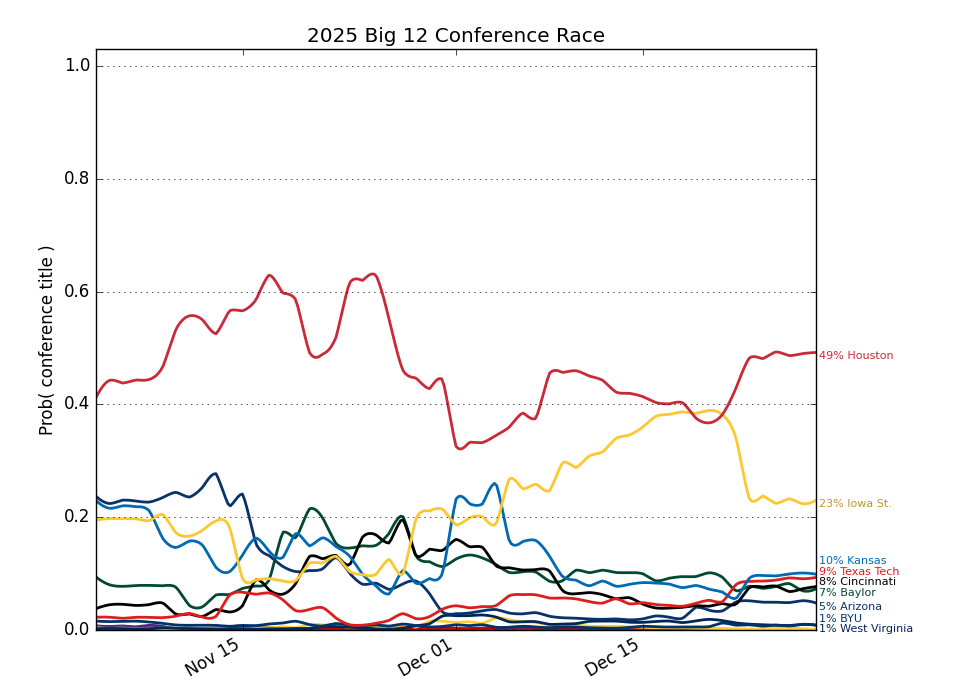 2025 Big 12 Conference Race
Prob( conference title )
1.0
0.8
0.6
0.4
0.2
0.0
Nov 15
Dec 01
Dec 15
49% Houston
23% Iowa St.
10% Kansas
9% Texas Tech
8% Cincinnati
7% Baylor
5% Arizona
1% BYU
1% West Virginia